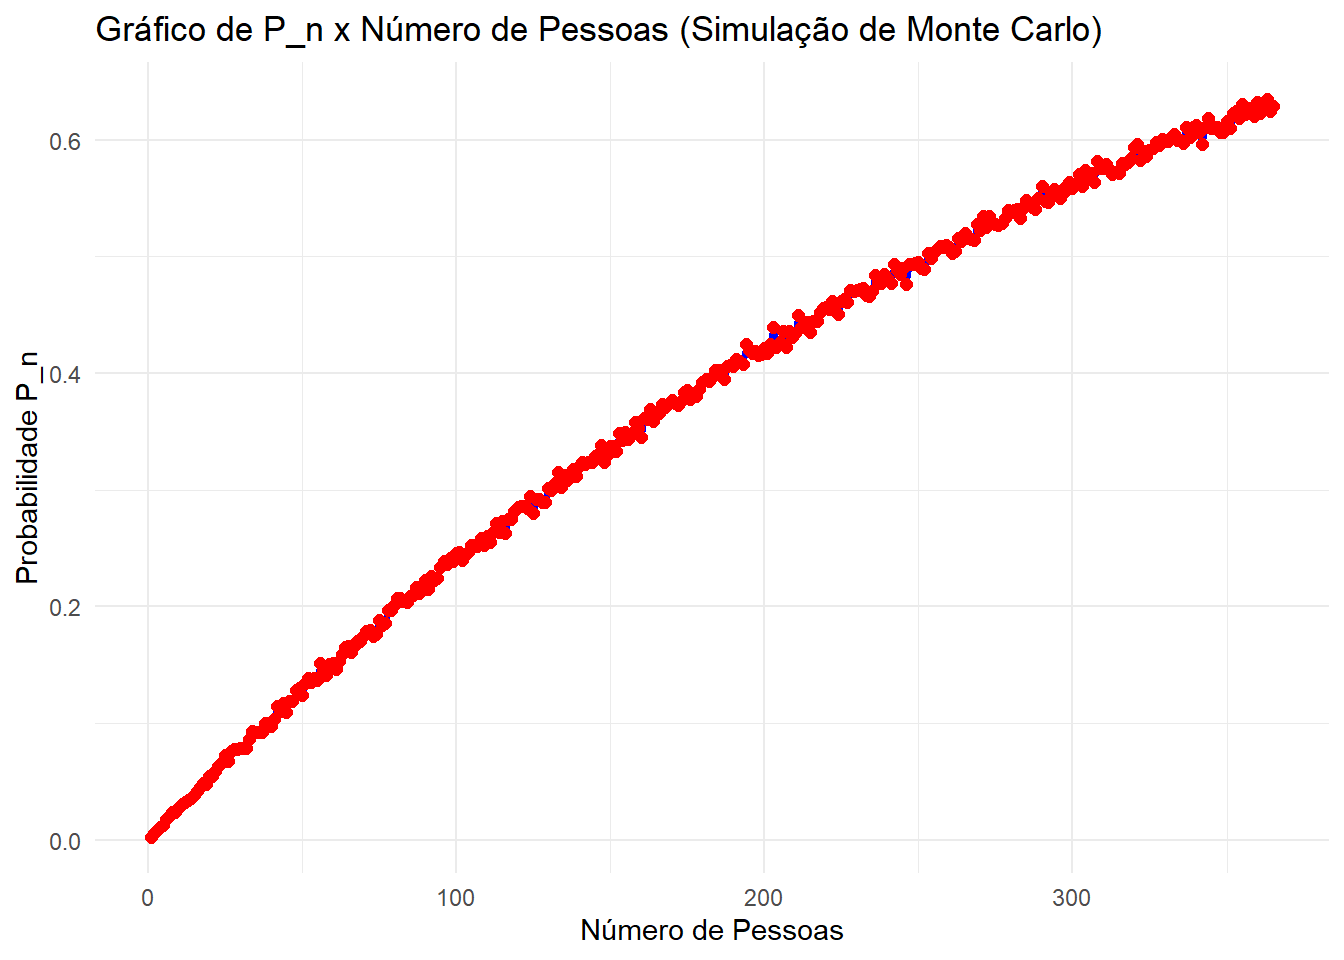 Gráfico de P_n x Número de Pessoas (Simulação de Monte Carlo)
Probabilidade P_n
0.6
0.4
0.2
0.0
0
100
200
300
Número de Pessoas